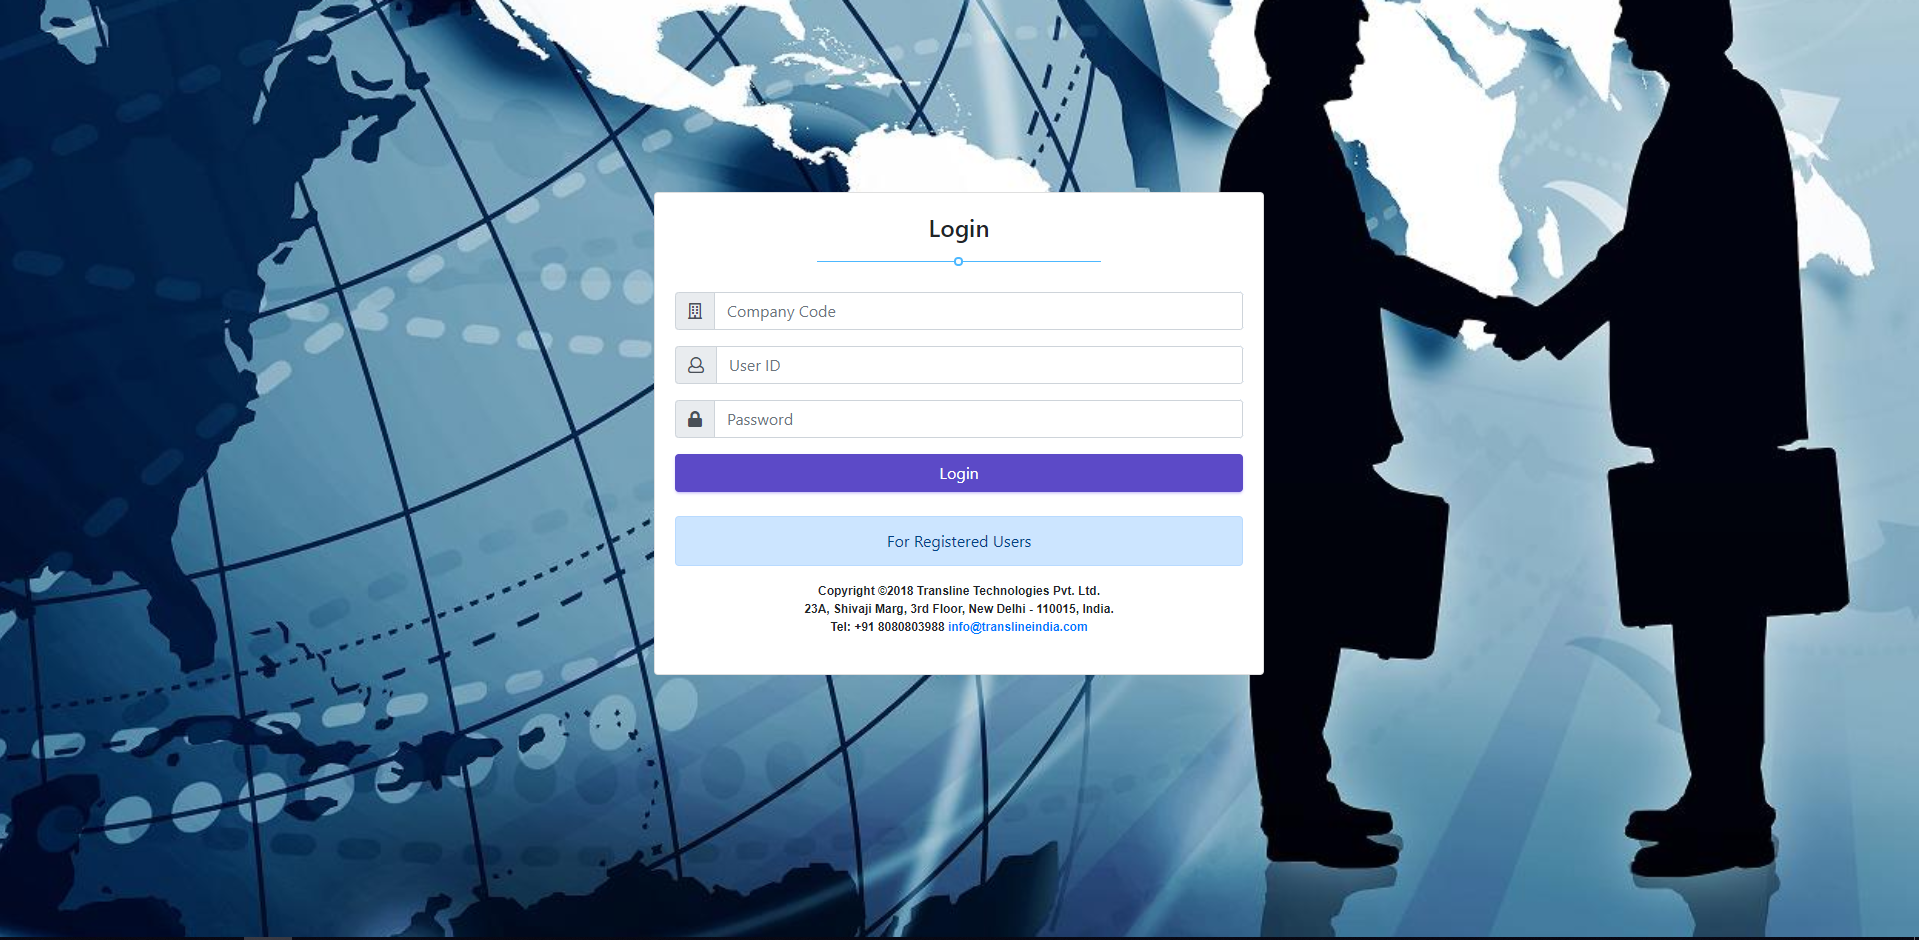 Login
Company Code
User ID
Password
Login
For Registered Users
Copyright ©2018 Transline Technologies Pvt. Ltd.
23A, Shivaji Marg, 3rd Floor, New Delhi - 110015, India.
Tel: +91 8080803988 info@translineindia.com